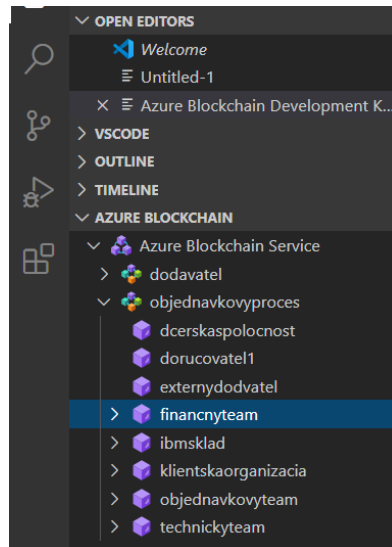 OPEN EDITORS
Welcome
Untitled-1
Azure Blockchain Development K...
VSCODE
OUTLINE
TIMELINE
AZURE BLOCKCHAIN
Azure Blockchain Service
dodavatel
objednavkovyproces
dcerskaspolocnost
dorucovatel1
externydodvatel
financnyteam
ibmsklad
klientskaorganizacia
objednavkovyteam
technickyteam